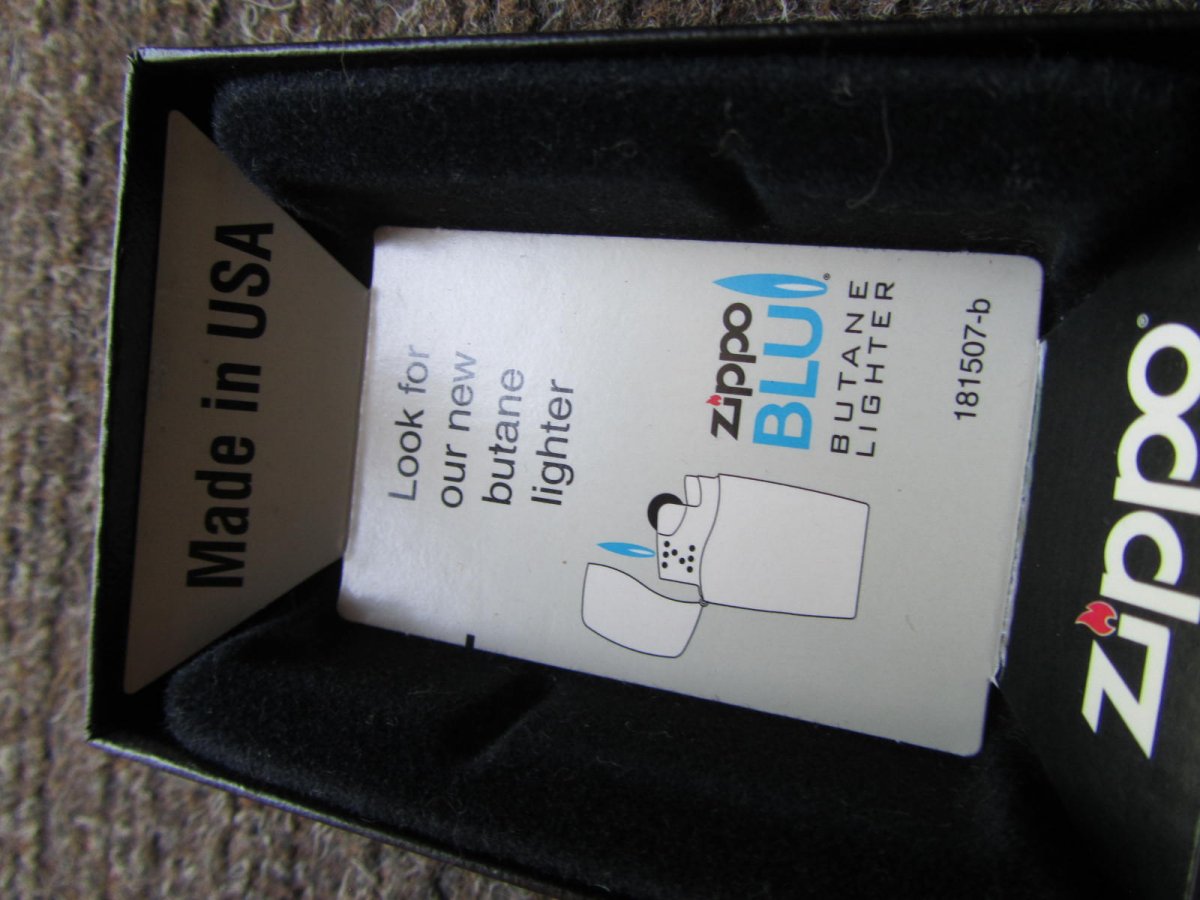 Made in USA
Look for
our new
butane
lighter
zippo
BLU®
BUTANE
LIGHTER
181507-b
zippo®